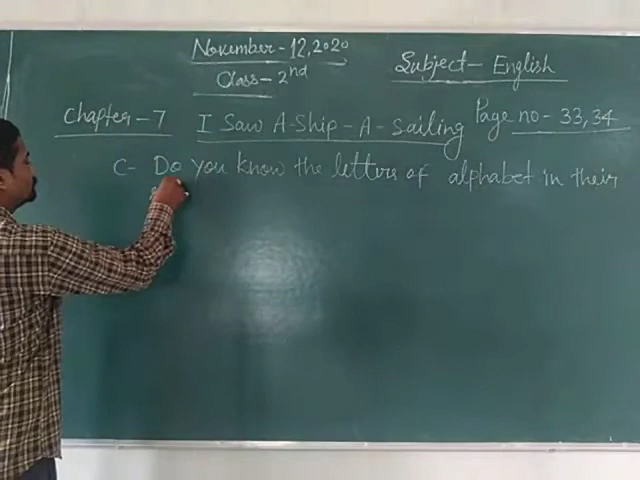 November - 12, 2020
Class - 2nd
Subject - English
Chapter - 7 I Saw A-Ship-A-Sailing Page no - 33, 34
C- Do you know the letters of alphabet in their